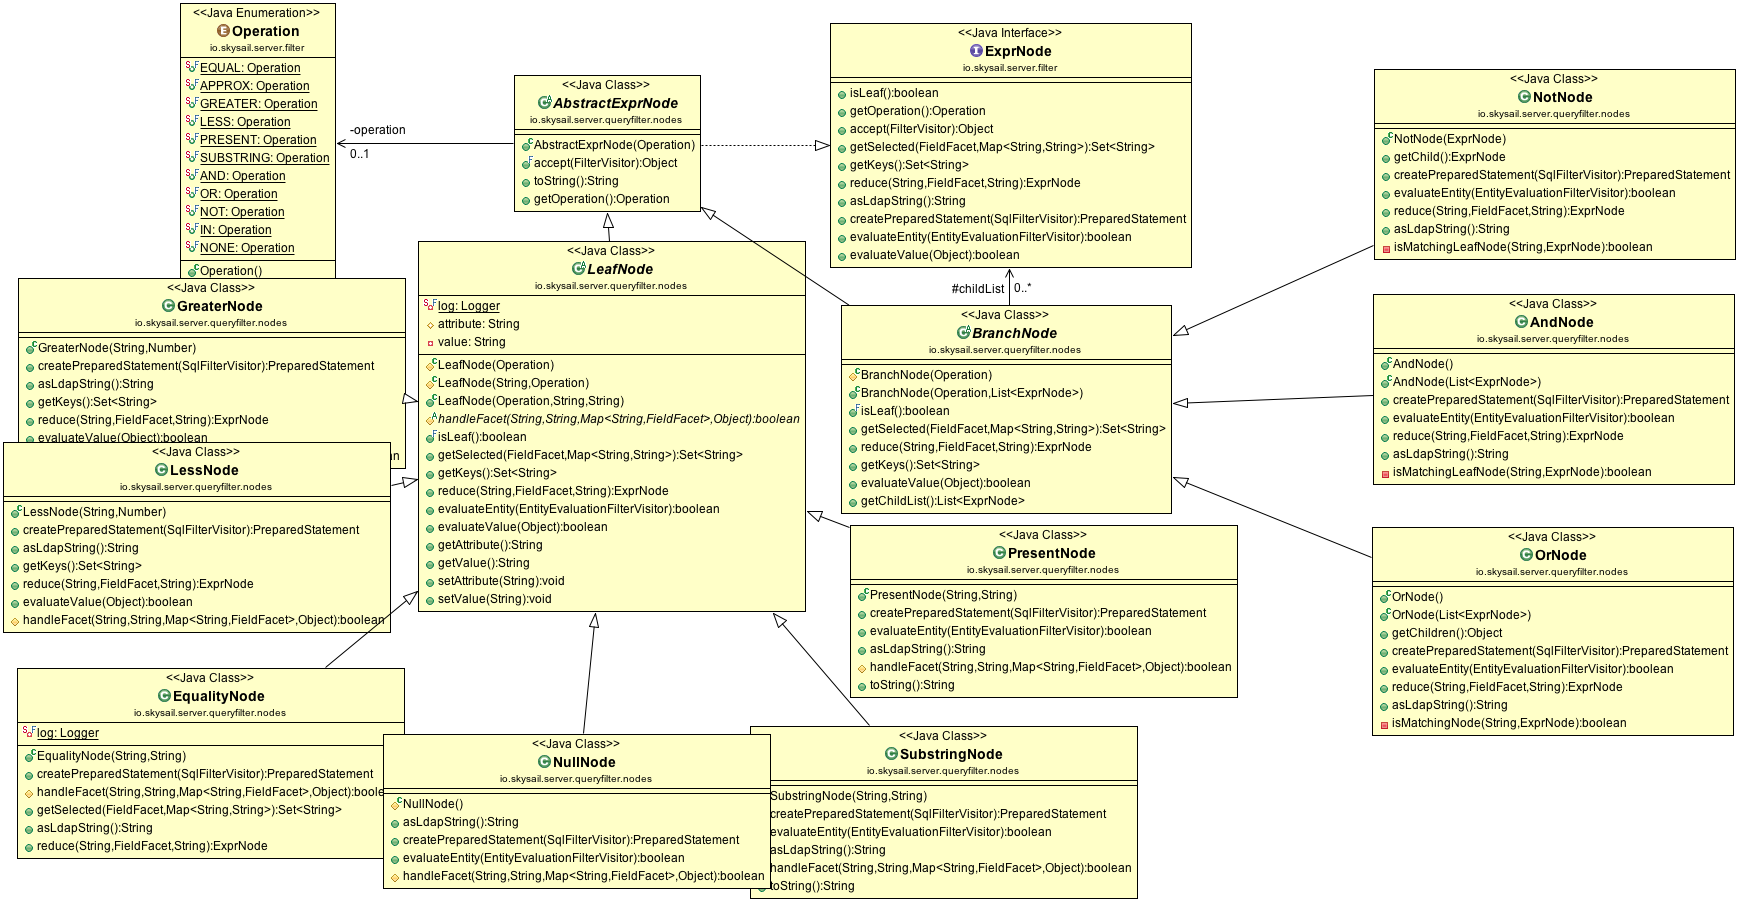 <<Java Enumeration>>
Operation
io.skysail.server.filter
EQUAL: Operation
APPROX: Operation
GREATER: Operation
LESS: Operation
PRESENT: Operation
SUBSTRING: Operation
AND: Operation
OR: Operation
NOT: Operation
IN: Operation
NONE: Operation
Operation()
-operation
0..1
<<Java Class>>
AbstractExprNode
io.skysail.server.queryfilter.nodes
AbstractExprNode(Operation)
accept(FilterVisitor):Object
toString():String
getOperation():Operation
<<Java Interface>>
ExprNode
io.skysail.server.filter
isLeaf():boolean
getOperation():Operation
accept(FilterVisitor):Object
getSelected(FieldFacet,Map<String,String>):Set<String>
getKeys():Set<String>
reduce(String,FieldFacet,String):ExprNode
asLdapString():String
createPreparedStatement(SqlFilterVisitor):PreparedStatement
evaluateEntity(EntityEvaluationFilterVisitor):boolean
evaluateValue(Object):boolean
#childList
0..*
<<Java Class>>
NotNode
io.skysail.server.queryfilter.nodes
NotNode(ExprNode)
getChild():ExprNode
createPreparedStatement(SqlFilterVisitor):PreparedStatement
evaluateEntity(EntityEvaluationFilterVisitor):boolean
reduce(String,FieldFacet,String):ExprNode
asLdapString():String
isMatchingLeafNode(String,ExprNode):boolean
<<Java Class>>
GreaterNode
io.skysail.server.queryfilter.nodes
GreaterNode(String,Number)
createPreparedStatement(SqlFilterVisitor):PreparedStatement
asLdapString():String
getKeys():Set<String>
reduce(String,FieldFacet,String):ExprNode
evaluateValue(Object):boolean
an
<<Java Class>>
LeafNode
io.skysail.server.queryfilter.nodes
log: Logger
attribute: String
value: String
LeafNode(Operation)
LeafNode(String,Operation)
LeafNode(Operation,String,String)
handleFacet(String,String,Map<String,FieldFacet>,Object):boolean
isLeaf():boolean
getSelected(FieldFacet,Map<String,String>):Set<String>
getKeys():Set<String>
reduce(String,FieldFacet,String):ExprNode
evaluateEntity(EntityEvaluationFilterVisitor):boolean
evaluateValue(Object):boolean
getAttribute():String
getValue():String
setAttribute(String):void
setValue(String):void
<<Java Class>>
BranchNode
io.skysail.server.queryfilter.nodes
BranchNode(Operation)
BranchNode(Operation,List<ExprNode>)
isLeaf():boolean
getSelected(FieldFacet,Map<String,String>):Set<String>
reduce(String,FieldFacet,String):ExprNode
getKeys():Set<String>
evaluateValue(Object):boolean
getChildList():List<ExprNode>
<<Java Class>>
AndNode
io.skysail.server.queryfilter.nodes
AndNode()
AndNode(List<ExprNode>)
createPreparedStatement(SqlFilterVisitor):PreparedStatement
evaluateEntity(EntityEvaluationFilterVisitor):boolean
reduce(String,FieldFacet,String):ExprNode
asLdapString():String
isMatchingLeafNode(String,ExprNode):boolean
<<Java Class>>
LessNode
io.skysail.server.queryfilter.nodes
LessNode(String,Number)
createPreparedStatement(SqlFilterVisitor):PreparedStatement
asLdapString():String
getKeys():Set<String>
reduce(String,FieldFacet,String):ExprNode
evaluateValue(Object):boolean
handleFacet(String,String,Map<String,FieldFacet>,Object):boolean
<<Java Class>>
PresentNode
io.skysail.server.queryfilter.nodes
PresentNode(String,String)
createPreparedStatement(SqlFilterVisitor):PreparedStatement
evaluateEntity(EntityEvaluationFilterVisitor):boolean
asLdapString():String
handleFacet(String,String,Map<String,FieldFacet>,Object):boolean
toString():String
<<Java Class>>
OrNode
io.skysail.server.queryfilter.nodes
OrNode()
OrNode(List<ExprNode>)
getChildren():Object
createPreparedStatement(SqlFilterVisitor):PreparedStatement
evaluateEntity(EntityEvaluationFilterVisitor):boolean
reduce(String,FieldFacet,String):ExprNode
asLdapString():String
isMatchingNode(String,ExprNode):boolean
<<Java Class>>
EqualityNode
io.skysail.server.queryfilter.nodes
log: Logger
EqualityNode(String,String)
createPreparedStatement(SqlFilterVisitor):PreparedStatement
handleFacet(String,String,Map<String,FieldFacet>,Object):boole
getSelected(FieldFacet,Map<String,String>):Set<String>
asLdapString():String
reduce(String,FieldFacet,String):ExprNode
<<Java Class>>
NullNode
io.skysail.server.queryfilter.nodes
NullNode()
asLdapString():String
createPreparedStatement(SqlFilterVisitor):PreparedStatement
evaluateEntity(EntityEvaluationFilterVisitor):boolean
handleFacet(String,String,Map<String,FieldFacet>,Object):boolean
<<Java Class>>
SubstringNode
io.skysail.server.queryfilter.nodes
SubstringNode(String,String)
createPreparedStatement(SqlFilterVisitor):PreparedStatement
evaluateEntity(EntityEvaluationFilterVisitor):boolean
asLdapString():String
handleFacet(String,String,Map<String,FieldFacet>,Object):boolean
toString():String